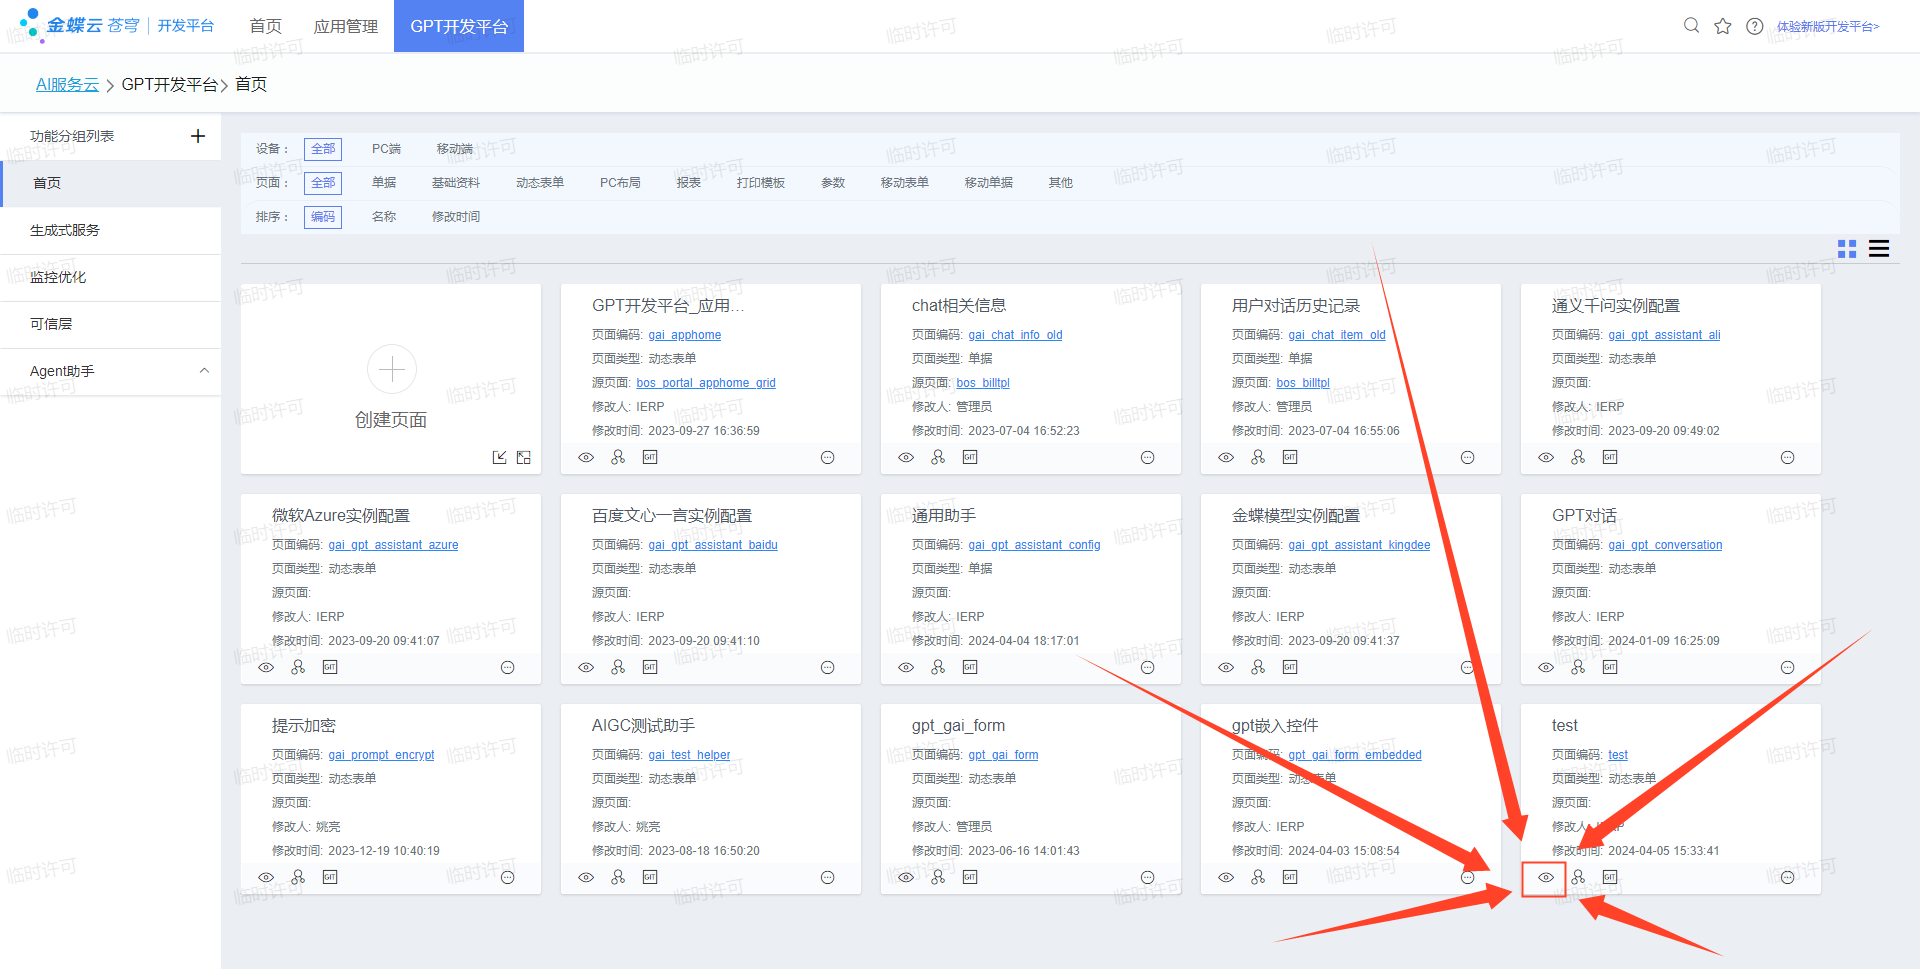 金蝶云 苍穹 | 开发平台
首页 应用管理 GPT开发平台
体验新版开发平台>
AI服务云 > GPT开发平台 > 首页
功能分组列表
首页
生成式服务
监控优化
可信层
Agent助手
设备： 全部 PC端 移动端
页面： 全部 单据 基础资料 动态表单 PC布局 报表 打印模板 参数 移动表单 移动单据 其他
排序： 编码 名称 修改时间
创建页面
GPT开发平台_应用...
页面编码: gai_apphome
页面类型: 动态表单
源页面: bos_portal_apphome_grid
修改人: IERP
修改时间: 2023-09-27 16:36:59
GIT
chat相关信息
页面编码: gai_chat_info_old
页面类型: 单据
源页面: bos_billtpl
修改人: 管理员
修改时间: 2023-07-04 16:52:23
GIT
用户对话历史记录
页面编码: gai_chat_item_old
页面类型: 单据
源页面: bos_billtpl
修改人: 管理员
修改时间: 2023-07-04 16:55:06
GIT
通义千问实例配置
页面编码: gai_gpt_assistant_ali
页面类型: 动态表单
源页面:
修改人: IERP
修改时间: 2023-09-20 09:49:02
GIT
微软Azure实例配置
页面编码: gai_gpt_assistant_azure
页面类型: 动态表单
源页面:
修改人: IERP
修改时间: 2023-09-20 09:41:07
GIT
百度文心一言实例配置
页面编码: gai_gpt_assistant_baidu
页面类型: 动态表单
源页面:
修改人: IERP
修改时间: 2023-09-20 09:41:10
GIT
通用助手
页面编码: gai_gpt_assistant_config
页面类型: 单据
源页面:
修改人: IERP
修改时间: 2024-04-04 18:17:01
GIT
金蝶模型实例配置
页面编码: gai_gpt_assistant_kingdee
页面类型: 动态表单
源页面:
修改人: IERP
修改时间: 2023-09-20 09:41:37
GIT
GPT对话
页面编码: gai_gpt_conversation
页面类型: 动态表单
源页面:
修改人: IERP
修改时间: 2024-01-09 16:25:09
GIT
提示加密
页面编码: gai_prompt_encrypt
页面类型: 动态表单
源页面:
修改人: 姚亮
修改时间: 2023-12-19 10:40:19
GIT
AIGC测试助手
页面编码: gai_test_helper
页面类型: 动态表单
源页面:
修改人: 姚亮
修改时间: 2023-08-18 16:50:20
GIT
gpt_gai_form
页面编码: gpt_gai_form
页面类型: 动态表单
源页面:
修改人: 管理员
修改时间: 2023-06-16 14:01:43
GIT
gpt嵌入控件
页面编码: gpt_gai_form_embedded
页面类型: 动态表单
源页面:
修改人: IERP
修改时间: 2024-04-03 15:08:54
GIT
test
页面编码: test
页面类型: 动态表单
源页面:
修改人: IERP
修改时间: 2024-04-05 15:33:41
GIT
临时许可